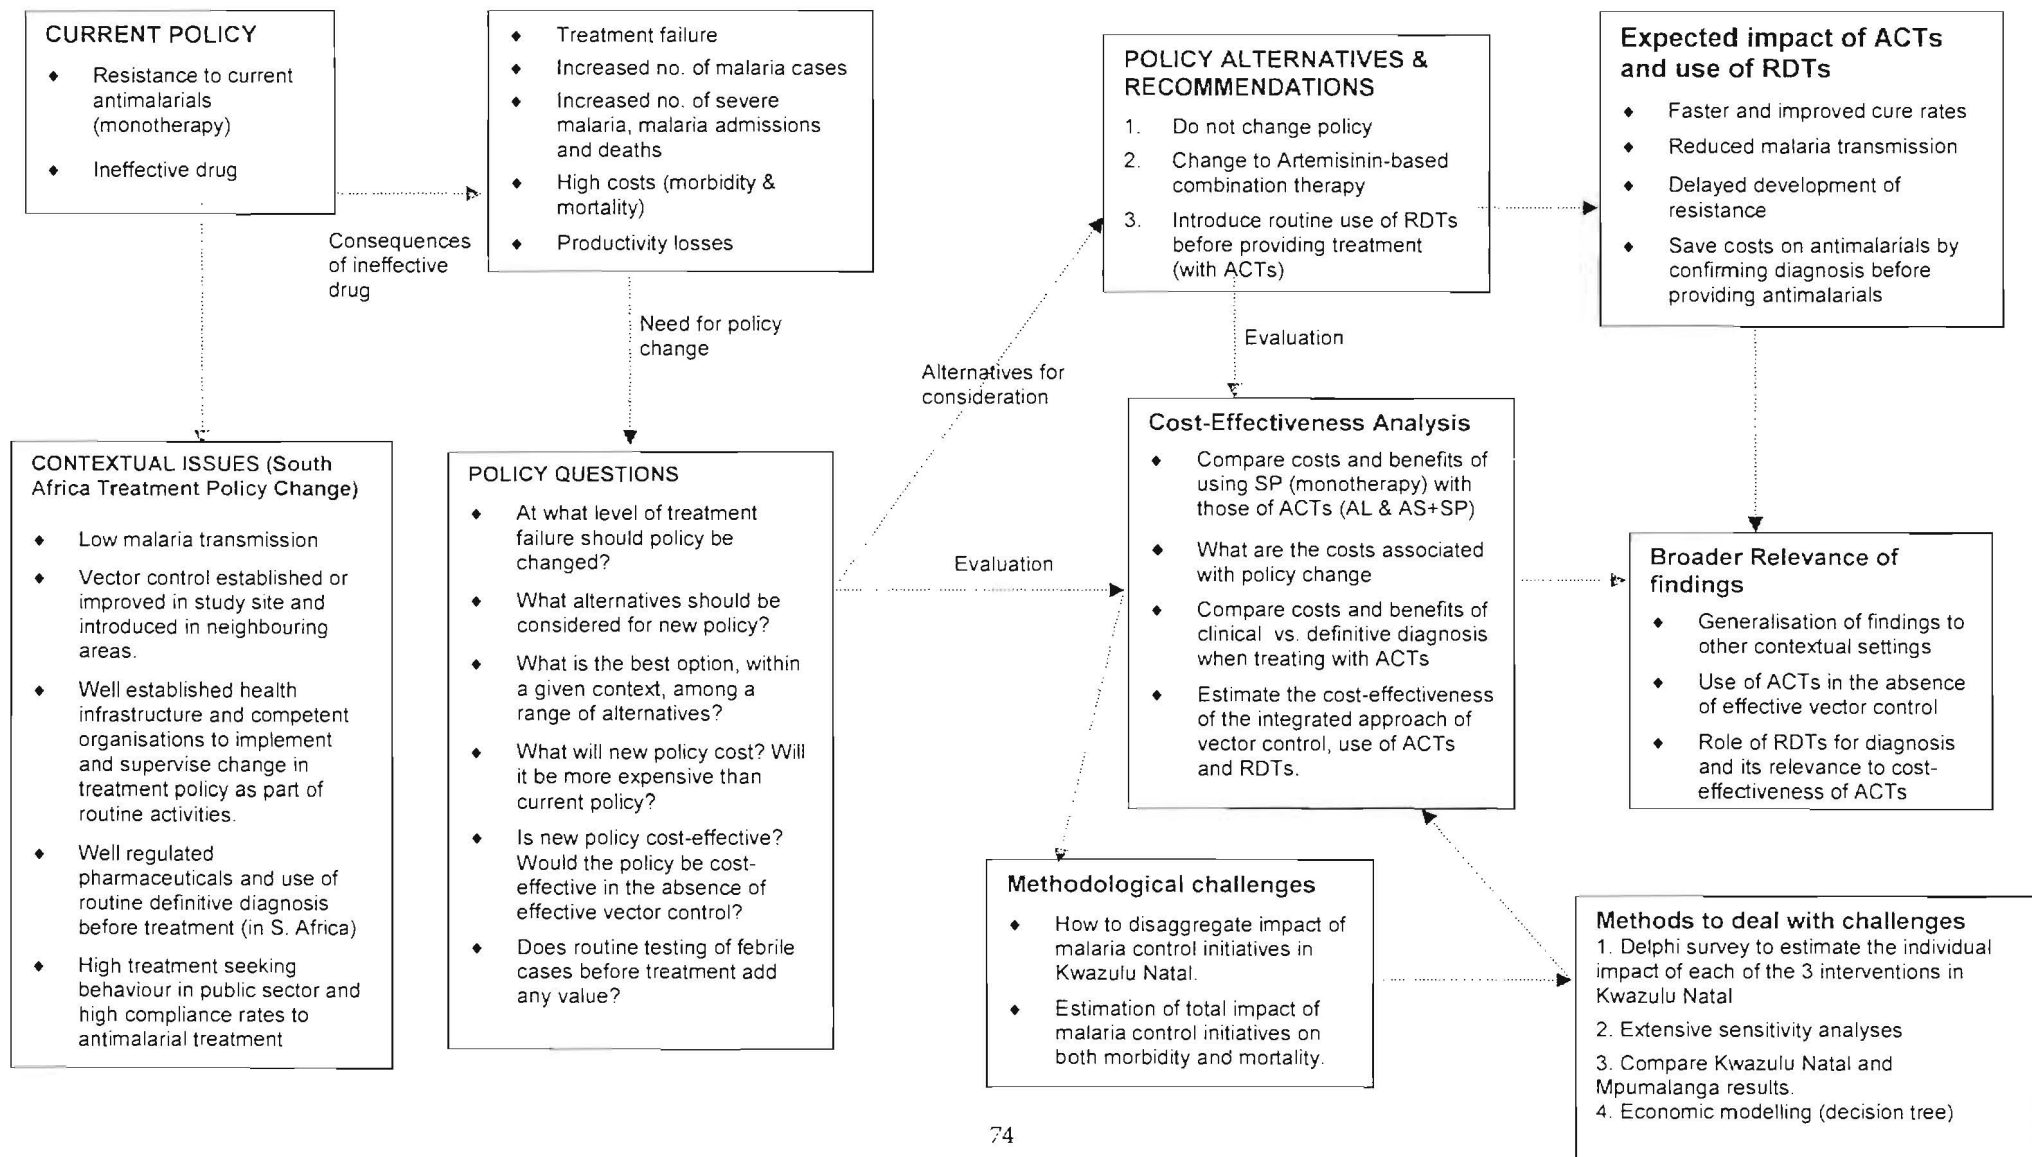 CURRENT POLICY
♦ Resistance to current
antimalarials
(monotherapy)
♦ Ineffective drug
Consequences
of ineffective
drug
♦ Treatment failure
♦ Increased no. of malaria cases
♦ Increased no. of severe
malaria, malaria admissions
and deaths
♦ High costs (morbidity &
mortality)
♦ Productivity losses
Need for policy
change
CONTEXTUAL ISSUES (South
Africa Treatment Policy Change)
♦ Low malaria transmission
♦ Vector control established or
improved in study site and
introduced in neighbouring
areas.
♦ Well established health
infrastructure and competent
organisations to implement
and supervise change in
treatment policy as part of
routine activities.
♦ Well regulated
pharmaceuticals and use of
routine definitive diagnosis
before treatment (in S. Africa)
♦ High treatment seeking
behaviour in public sector and
high compliance rates to
antimalarial treatment
POLICY QUESTIONS
♦ At what level of treatment
failure should policy be
changed?
♦ What alternatives should be
considered for new policy?
♦ What is the best option, within
a given context, among a
range of alternatives?
♦ What will new policy cost? Will
it be more expensive than
current policy?
♦ Is new policy cost-effective?
Would the policy be cost-
effective in the absence of
effective vector control?
♦ Does routine testing of febrile
cases before treatment add
any value?
Alternatives for
consideration
Evaluation
POLICY ALTERNATIVES &
RECOMMENDATIONS
1. Do not change policy
2. Change to Artemisinin-based
combination therapy
3. Introduce routine use of RDTs
before providing treatment
(with ACTs)
Evaluation
Expected impact of ACTs
and use of RDTs
♦ Faster and improved cure rates
♦ Reduced malaria transmission
♦ Delayed development of
resistance
♦ Save costs on antimalarials by
confirming diagnosis before
providing antimalarials
Cost-Effectiveness Analysis
♦ Compare costs and benefits of
using SP (monotherapy) with
those of ACTs (AL & AS+SP)
♦ What are the costs associated
with policy change
♦ Compare costs and benefits of
clinical vs. definitive diagnosis
when treating with ACTs
♦ Estimate the cost-effectiveness
of the integrated approach of
vector control, use of ACTs
and RDTs.
Broader Relevance of
findings
♦ Generalisation of findings to
other contextual settings
♦ Use of ACTs in the absence
of effective vector control
♦ Role of RDTs for diagnosis
and its relevance to cost-
effectiveness of ACTs
Methodological challenges
♦ How to disaggregate impact of
malaria control initiatives in
Kwazulu Natal.
♦ Estimation of total impact of
malaria control initiatives on
both morbidity and mortality.
Methods to deal with challenges
1. Delphi survey to estimate the individual
impact of each of the 3 interventions in
Kwazulu Natal
2. Extensive sensitivity analyses
3. Compare Kwazulu Natal and
Mpumalanga results.
4. Economic modelling (decision tree)
74